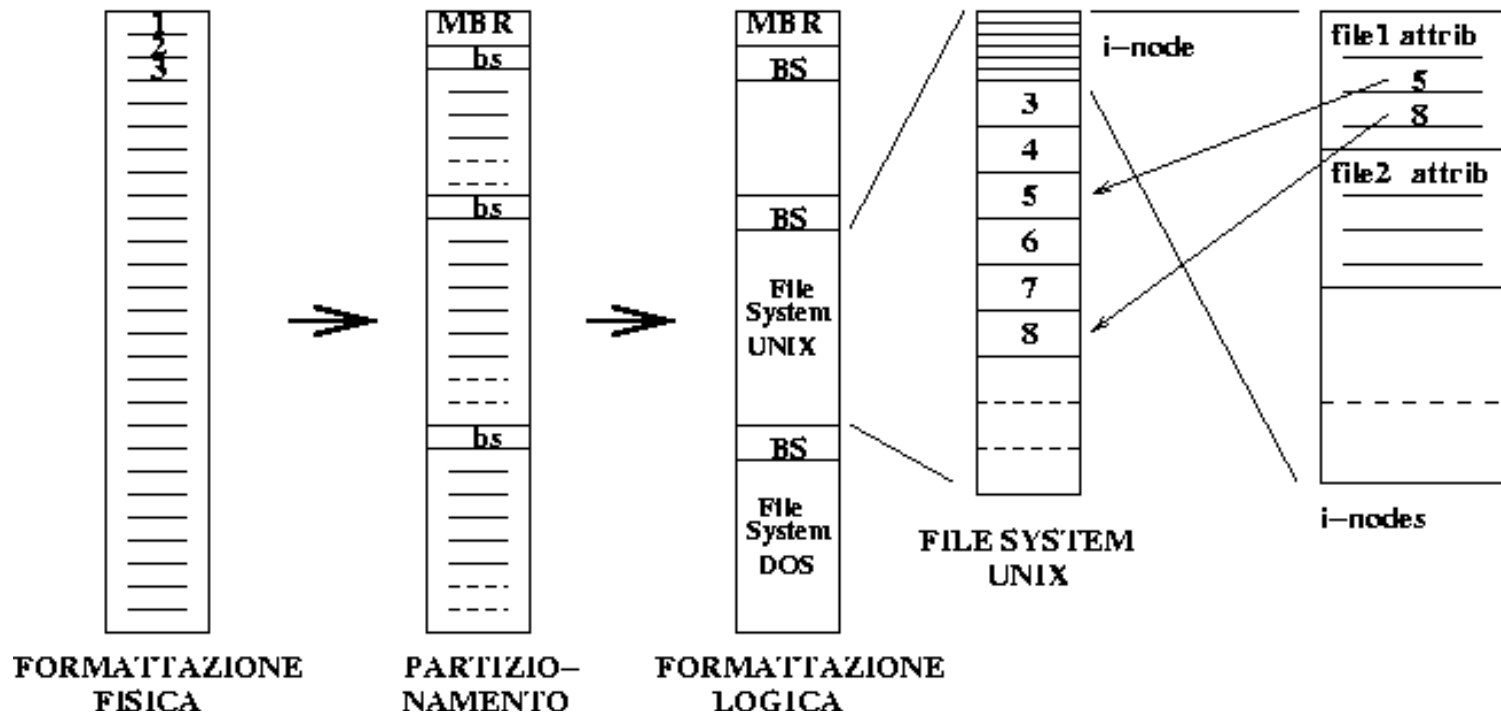 1
2
3
FORMATTAZIONE
FISICA
MBR
bs
bs
bs
PARTIZIO–
NAMENTO
MBR
BS
BS
File
System
UNIX
BS
File
System
DOS
FORMATTAZIONE
LOGICA
i–node
3
4
5
6
7
8
FILE SYSTEM
UNIX
file1 attrib
5
8
file2 attrib
i–nodes